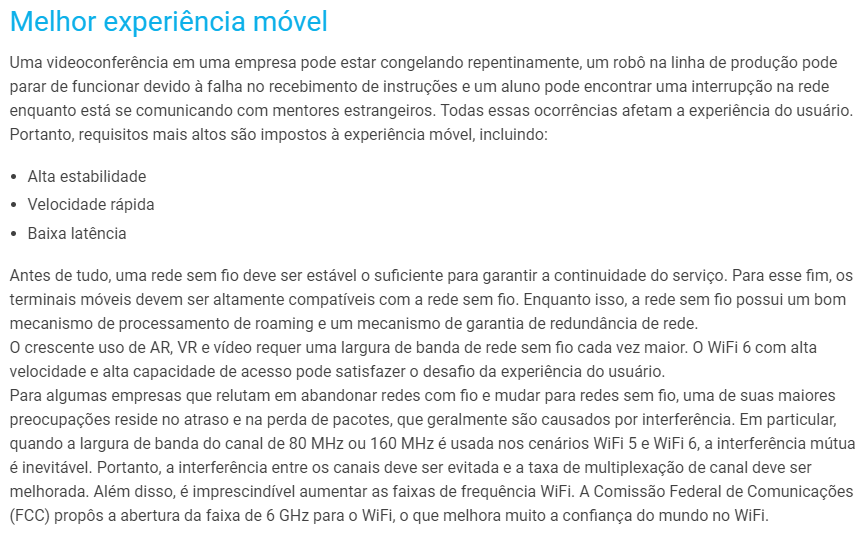 Melhor experiência móvel
Uma videoconferência em uma empresa pode estar congelando repentinamente, um robô na linha de produção pode
parar de funcionar devido à falha no recebimento de instruções e um aluno pode encontrar uma interrupção na rede
enquanto está se comunicando com mentores estrangeiros. Todas essas ocorrências afetam a experiência do usuário.
Portanto, requisitos mais altos são impostos à experiência móvel, incluindo:
• Alta estabilidade
• Velocidade rápida
• Baixa latência
Antes de tudo, uma rede sem fio deve ser estável o suficiente para garantir a continuidade do serviço. Para esse fim, os
terminais móveis devem ser altamente compatíveis com a rede sem fio. Enquanto isso, a rede sem fio possui um bom
mecanismo de processamento de roaming e um mecanismo de garantia de redundância de rede.
O crescente uso de AR, VR e vídeo requer uma largura de banda de rede sem fio cada vez maior. O WiFi 6 com alta
velocidade e alta capacidade de acesso pode satisfazer o desafio da experiência do usuário.
Para algumas empresas que relutam em abandonar redes com fio e mudar para redes sem fio, uma de suas maiores
preocupações reside no atraso e na perda de pacotes, que geralmente são causados por interferência. Em particular,
quando a largura de banda do canal de 80 MHz ou 160 MHz é usada nos cenários WiFi 5 e WiFi 6, a interferência mútua
é inevitável. Portanto, a interferência entre os canais deve ser evitada e a taxa de multiplexação de canal deve ser
melhorada. Além disso, é imprescindível aumentar as faixas de frequência WiFi. A Comissão Federal de Comunicações
(FCC) propôs a abertura da faixa de 6 GHz para o WiFi, o que melhora muito a confiança do mundo no WiFi.